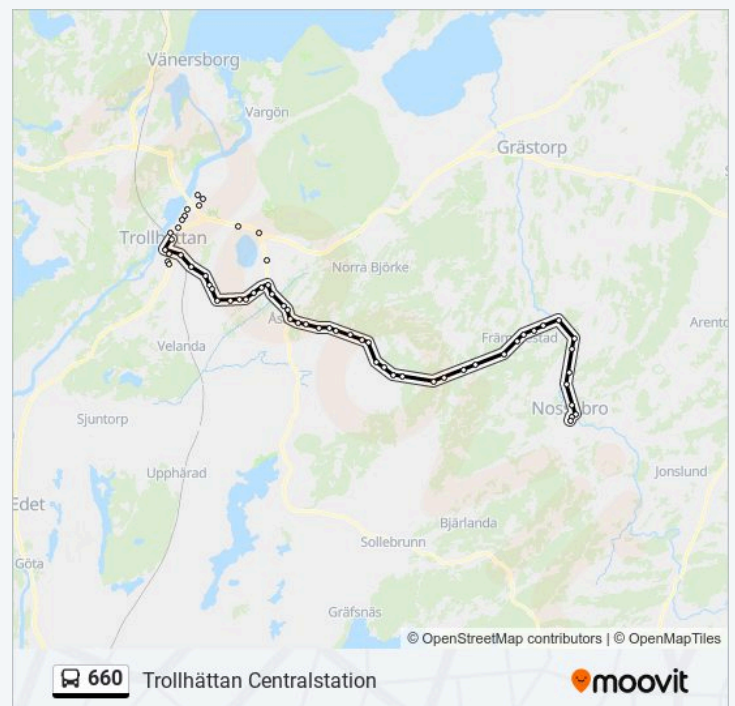 Vänersborg
Vargön
Grästorp
Trollhättan
Norra Björke
Arento
Velanda
Sjuntorp
Nossebro
Upphärad
Jonslund
Edet
Bjärlanda
Sollebrunn
Göta
Gräfsnäs
© OpenStreetMap contributors | © OpenMapTiles
660 Trollhättan Centralstation
moovit